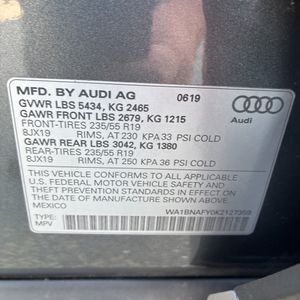 MFD. BY AUDI AG 0619
GVWR LBS 5434, KG 2465
GAWR FRONT LBS 2679, KG 1215
FRONT-TIRES 235/55 R19
8JX19 RIMS, AT 230 KPA 33 PSI COLD
GAWR REAR LBS 3042, KG 1380
REAR-TIRES 235/55 R19
8JX19 RIMS, AT 250 KPA 36 PSI COLD
Audi
THIS VEHICLE CONFORMS TO ALL APPLICABLE
U.S. FEDERAL MOTOR VEHICLE SAFETY AND
THEFT PREVENTION STANDARDS IN EFFECT ON
THE DATE OF MANUFACTURE SHOWN ABOVE.
TYPE:
MPV